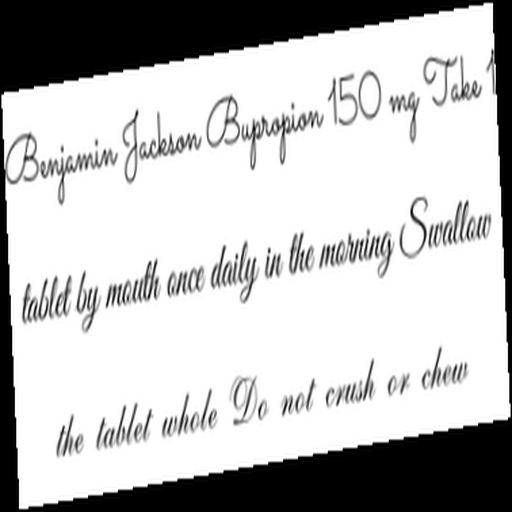 Benjamin Jackson Bupropion 150 mg Take 1
tablet by mouth once daily in the morning Swallow
the tablet whole Do not crush or chew